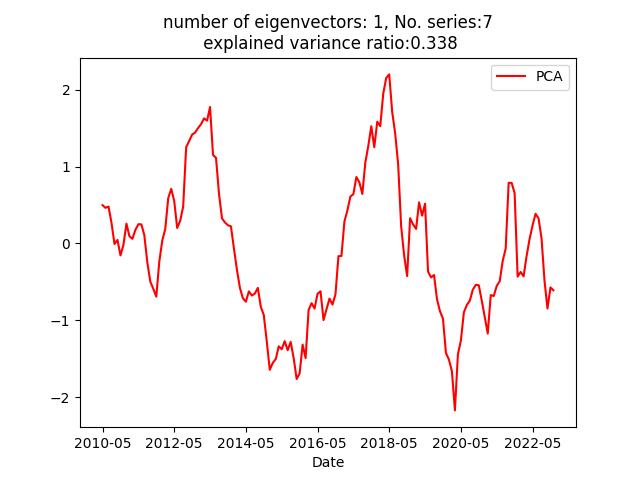 number of eigenvectors: 1, No. series:7
explained variance ratio:0.338
PCA
2
1
0
−1
−2
2010-05 2012-05 2014-05 2016-05 2018-05 2020-05 2022-05
Date